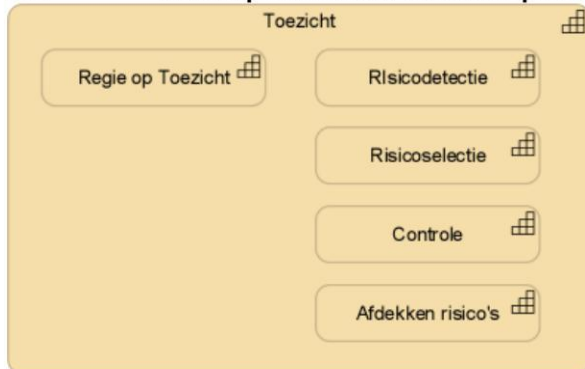 Toezicht
Regie op Toezicht
RIsicodetectie
Risicoselectie
Controle
Afdekken risico's